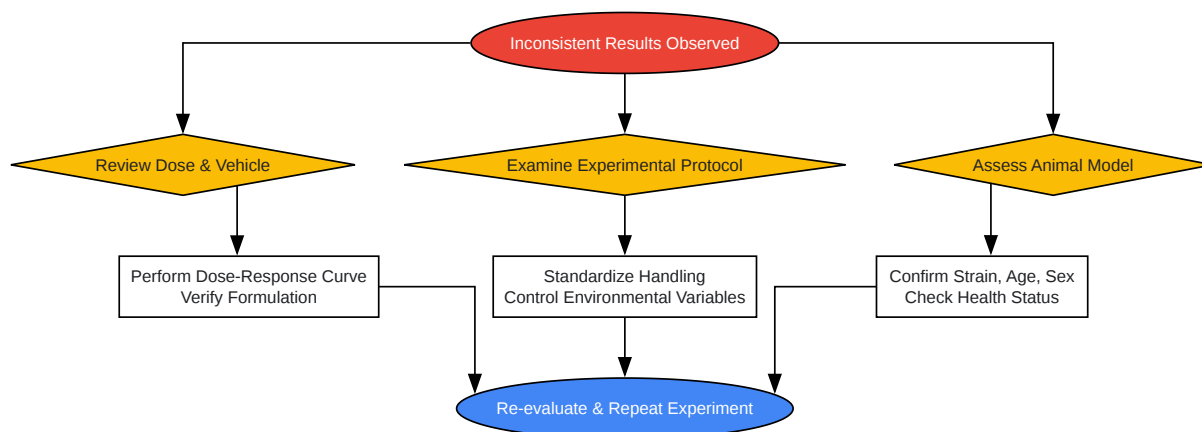 Inconsistent Results Observed
Review Dose & Vehicle
Examine Experimental Protocol
Assess Animal Model
Perform Dose-Response Curve
Verify Formulation
Standardize Handling
Control Environmental Variables
Confirm Strain, Age, Sex
Check Health Status
Re-evaluate & Repeat Experiment